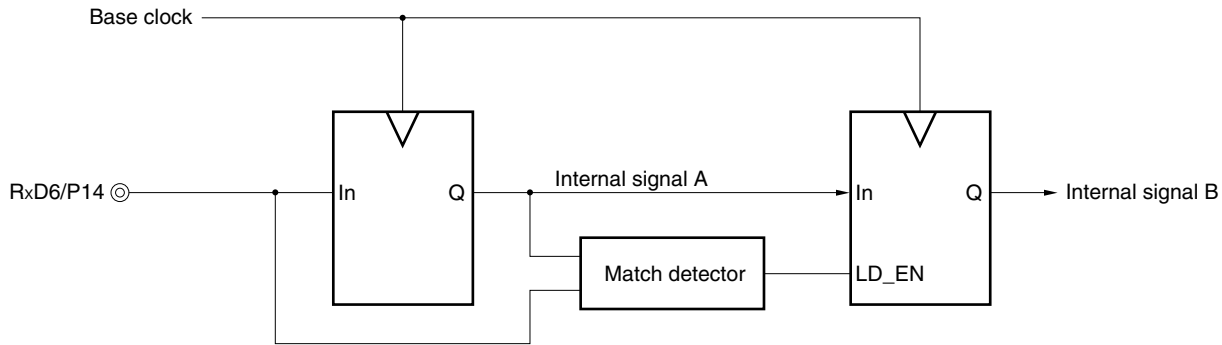 Base clock
RxD6/P14
In
Q
Internal signal A
In
Q
Internal signal B
Match detector
LD_EN